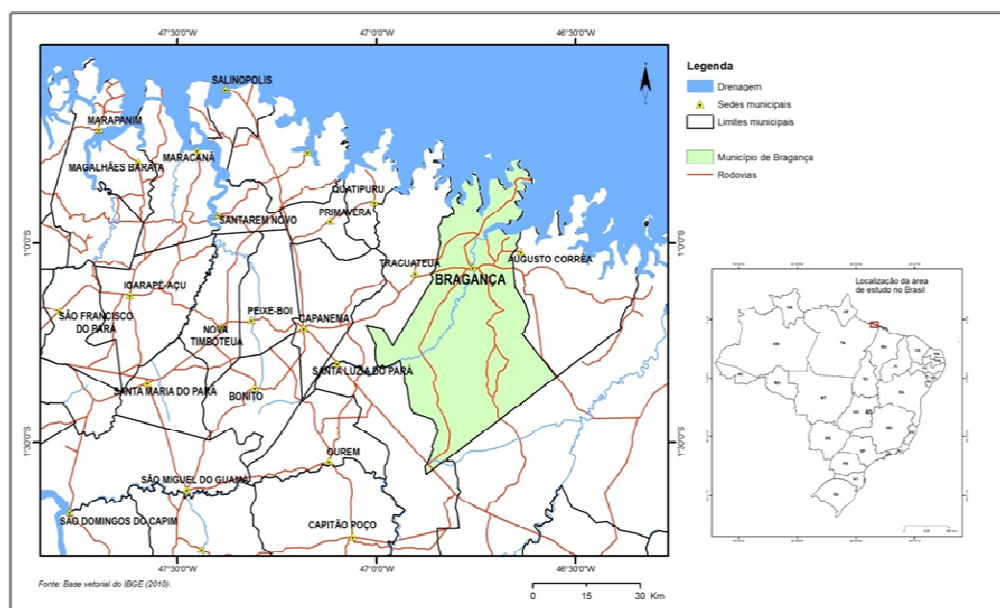 47°30'0"W
47°0'0"W
46°30'0"W
SALINOPOLIS
MARAPANIM
MARACANÃ
MAGALHÃES BARATA
QUATIPURU
PRIMAVERA
SANTAREM NOVO
1°0'0"S
1°0'0"S
TRACUATEUA
AUGUSTO CORRÊA
BRAGANÇA
IGARAPÉ-AÇU
SÃO FRANCISCO
DO PARÁ
PEIXE-BOI
CAPANEMA
NOVA
TIMBOTEUA
SANTA LUZIA DO PARÁ
SANTA MARIA DO PARÁ
BONITO
1°30'0"S
1°30'0"S
OUREM
SÃO MIGUEL DO GUAMÁ
SÃO DOMINGOS DO CAPIM
CAPITÃO POÇO
47°30'0"W
47°0'0"W
46°30'0"W
Fonte: Base vetorial do IBGE (2010).
0 15 30 Km
Legenda
Drenagem
Sedes municipais
Limites municipais
Município de Bragança
Rodovias
Localização da área
de estudo no Brasil